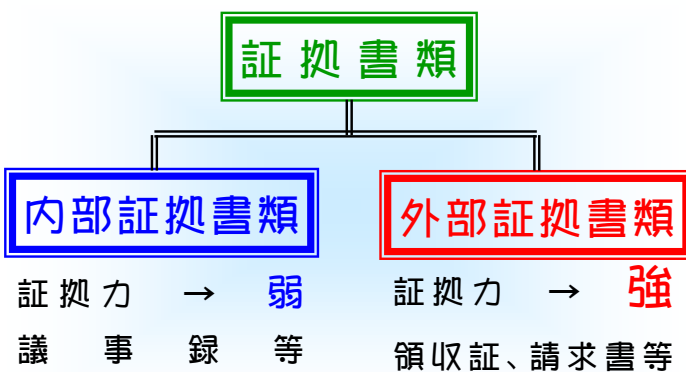 証拠書類
内部証拠書類
証拠力 → 弱
議事録等
外部証拠書類
証拠力 → 強
領収証、請求書等